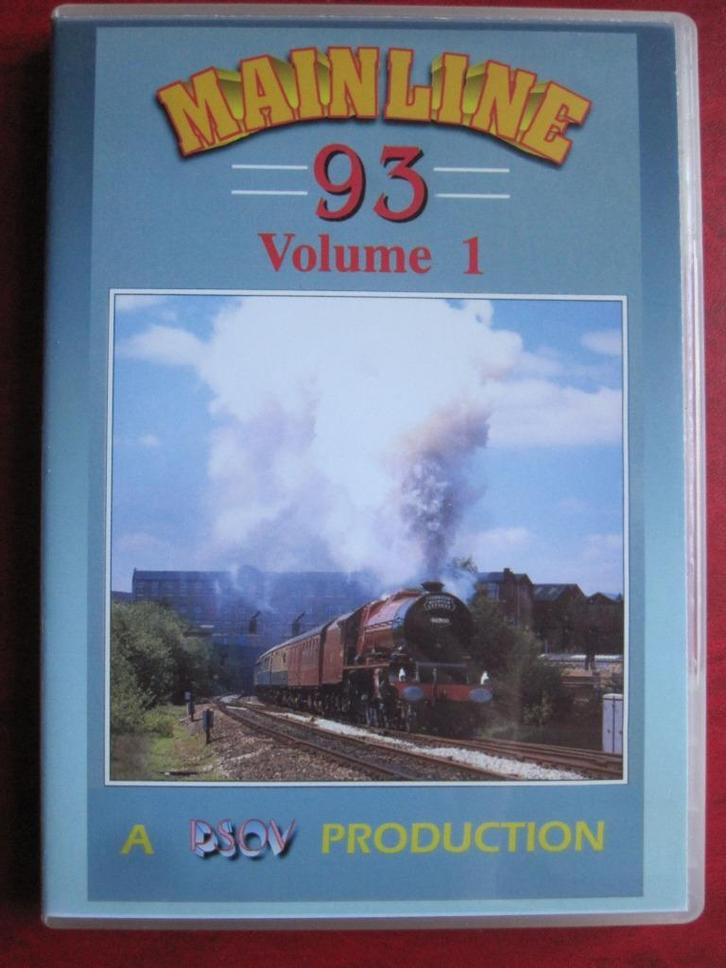 MAINLINE
93
Volume 1
A PSOV PRODUCTION